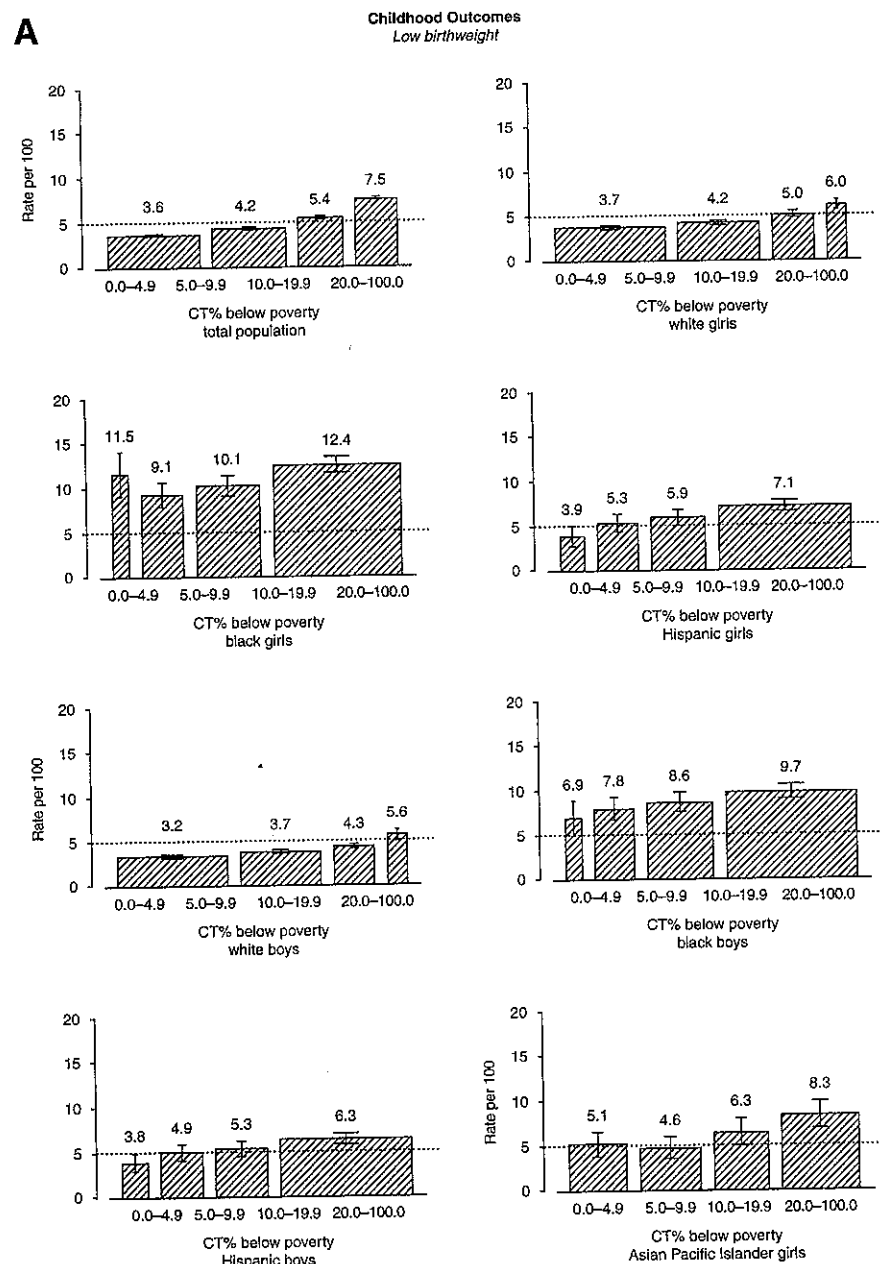 A
Childhood Outcomes
Low birthweight
Rate per 100
20
15
10
5
0
3.6
4.2
5.4
7.5
0.0–4.9 5.0–9.9 10.0–19.9 20.0–100.0
CT% below poverty
total population
20
15
10
5
0
3.7
4.2
5.0
6.0
0.0–4.9 5.0–9.9 10.0–19.9 20.0–100.0
CT% below poverty
white girls
20
15
10
5
0
11.5
9.1
10.1
12.4
0.0–4.9 5.0–9.9 10.0–19.9 20.0–100.0
CT% below poverty
black girls
20
15
10
5
0
3.9
5.3
5.9
7.1
0.0–4.9 5.0–9.9 10.0–19.9 20.0–100.0
CT% below poverty
Hispanic girls
Rate per 100
20
15
10
5
0
3.2
3.7
4.3
5.6
0.0–4.9 5.0–9.9 10.0–19.9 20.0–100.0
CT% below poverty
white boys
20
15
10
5
0
6.9
7.8
8.6
9.7
0.0–4.9 5.0–9.9 10.0–19.9 20.0–100.0
CT% below poverty
black boys
20
15
10
5
0
3.8
4.9
5.3
6.3
0.0–4.9 5.0–9.9 10.0–19.9 20.0–100.0
CT% below poverty
Hispanic boys
Rate per 100
20
15
10
5
0
5.1
4.6
6.3
8.3
0.0–4.9 5.0–9.9 10.0–19.9 20.0–100.0
CT% below poverty
Asian Pacific Islander girls